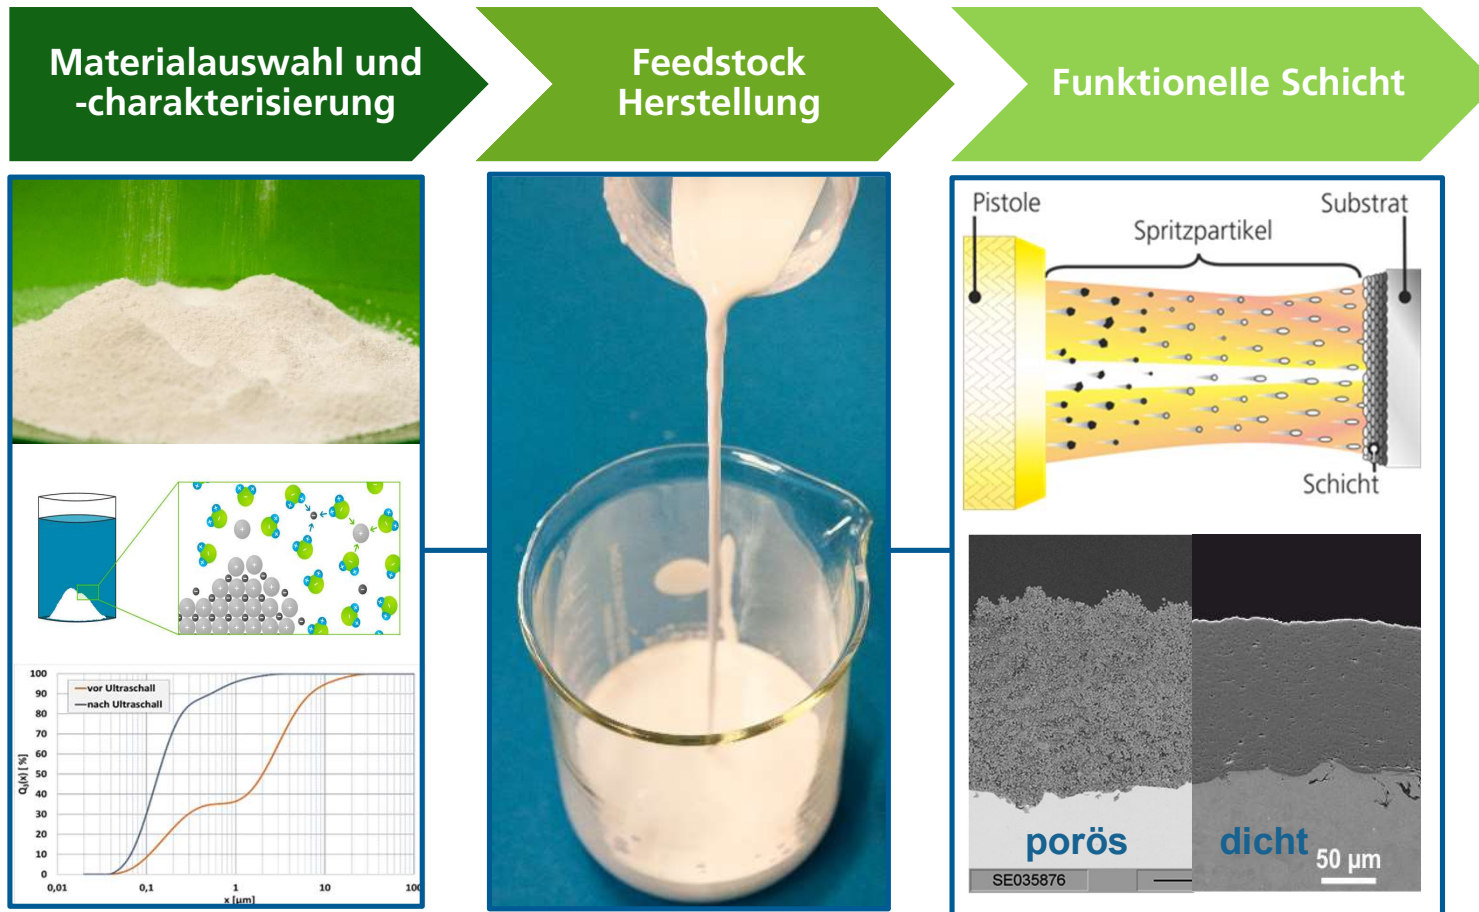 Materialauswahl und
-charakterisierung
Feedstock
Herstellung
Funktionelle Schicht
vor Ultraschall
nach Ultraschall
100
90
80
70
60
50
40
30
20
10
0
Q₃(x) [ %]
0,01
0,1
1
10
100
x [µm]
Pistole
Substrat
Spritzpartikel
Schicht
porös
dicht
50 µm
SE035876